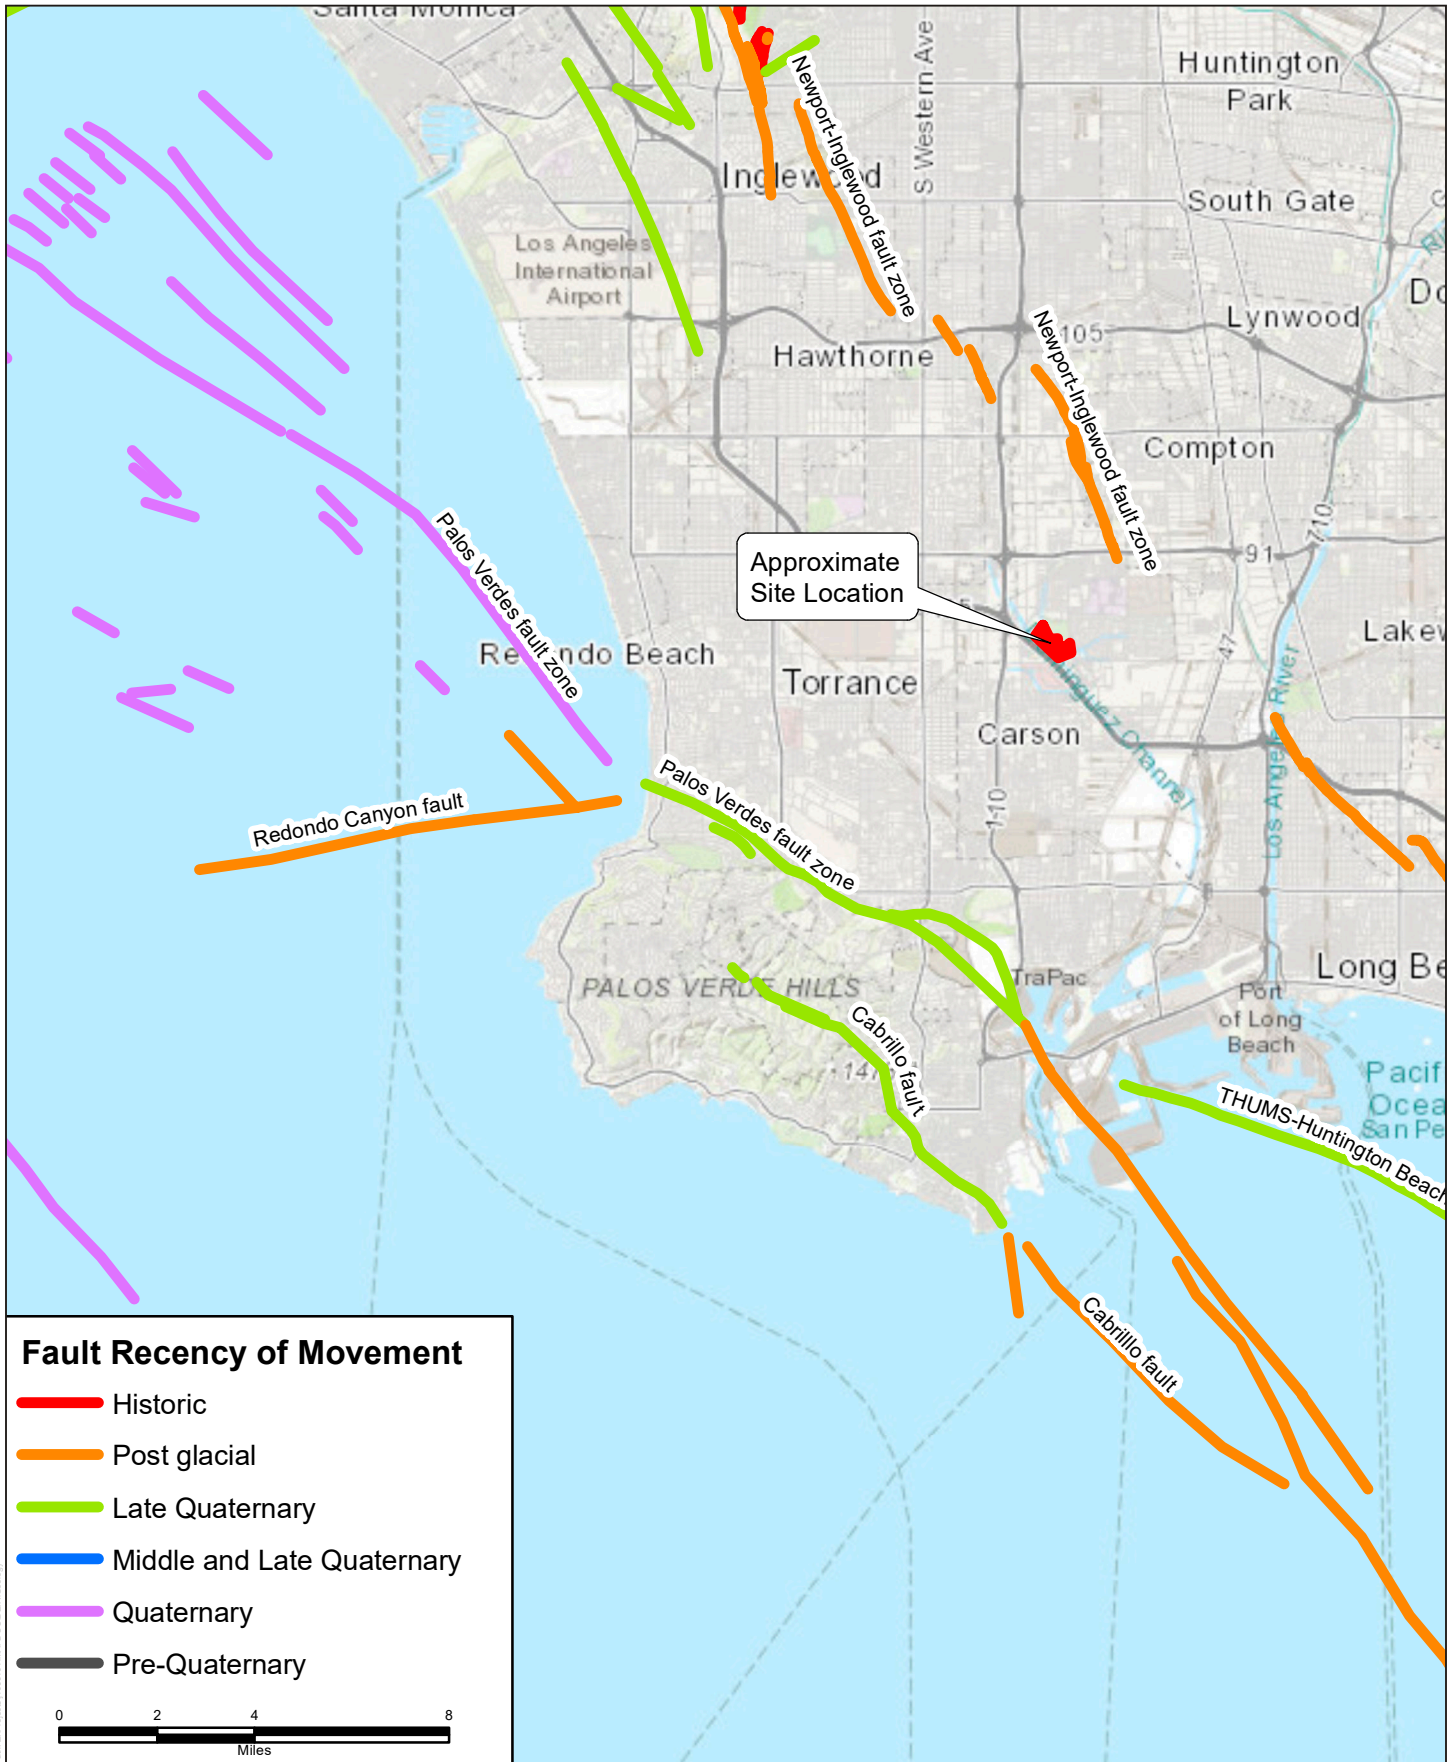 Santa Monica
Huntington
Park
S Western Ave
Newport-Inglewood fault zone
Inglewood
South Gate
Los Angeles
International
Airport
Lynwood
105
Hawthorne
Newport-Inglewood fault zone
Compton
710
91
Palos Verdes fault zone
Approximate
Site Location
Redondo Beach
Torrance
47
Carson
Dominguez Channel
Los Angeles River
I-10
Palos Verdes fault zone
Redondo Canyon fault
PALOS VERDE HILLS
TraPac
Long Be
Port
of Long
Beach
Cabrillo fault
Pacif
Ocea
San Pe
THUMS-Huntington Beach
Cabrilllo fault
Fault Recency of Movement
Historic
Post glacial
Late Quaternary
Middle and Late Quaternary
Quaternary
Pre-Quaternary
0 2 4 8
Miles